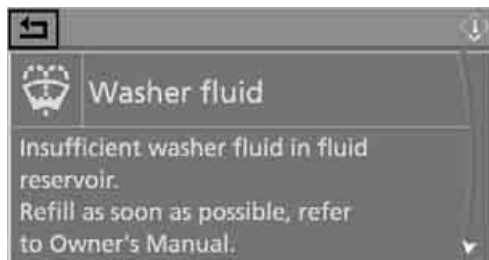 Washer fluid
Insufficient washer fluid in fluid
reservoir.
Refill as soon as possible, refer
to Owner's Manual.